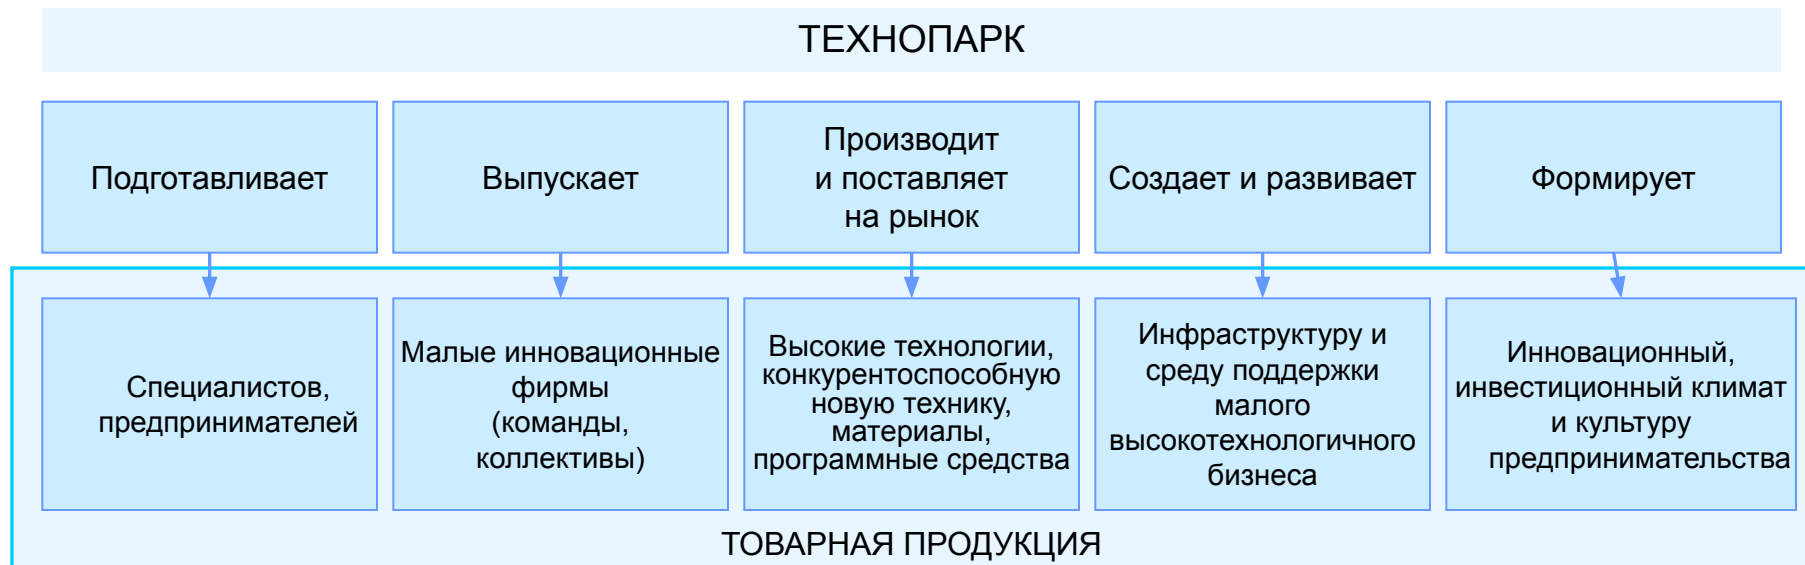 ТЕХНОПАРК
Подготавливает
Выпускает
Производит
и поставляет
на рынок
Создает и развивает
Формирует
Специалистов,
предпринимателей
Малые инновационные
фирмы
(команды,
коллективы)
Высокие технологии,
конкурентоспособную
новую технику,
материалы,
программные средства
Инфраструктуру и
среду поддержки
малого
высокотехнологичного
бизнеса
Инновационный,
инвестиционный климат
и культуру
предпринимательства
ТОВАРНАЯ ПРОДУКЦИЯ